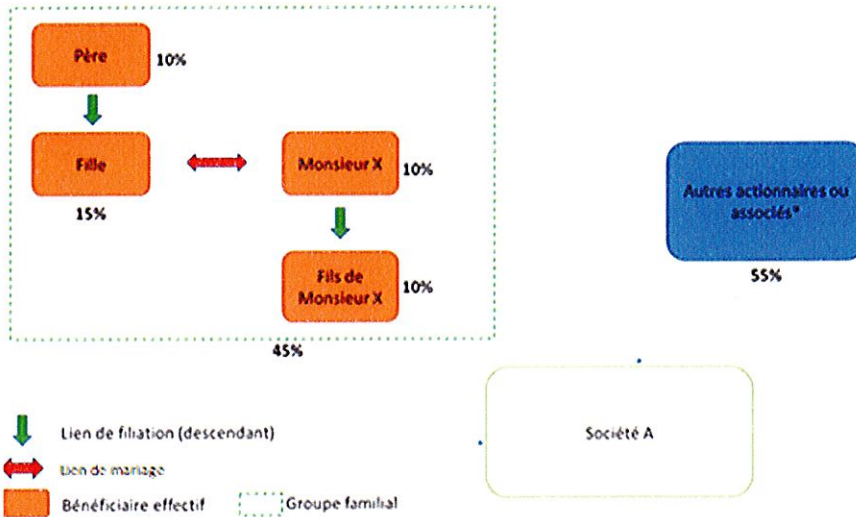 Père
10%
Fille
15%
Monsieur X
10%
Fils de
Monsieur X
10%
45%
Autres actionnaires ou
associés*
55%
Société A
Lien de filiation (descendant)
Lien de mariage
Bénéficiaire effectif
Groupe familial